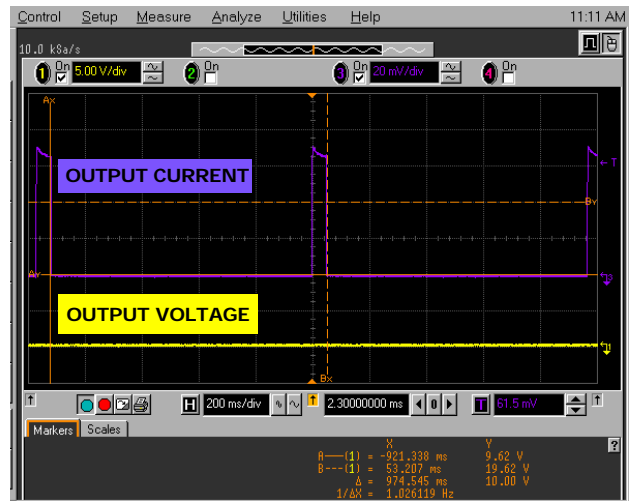 Control Setup Measure Analyze Utilities Help 11:11 AM
10.0 kSa/s
1 On 5.00 V/div 2 On 3 On 20 mV/div 4 On
Ax
T
OUTPUT CURRENT
By
Ay
3
OUTPUT VOLTAGE
1
Bx
H 200 ms/div 2.30000000 ms 0 T 61.5 mV
Markers Scales
?
X Y
A——(1) = -921.338 ms 9.62 V
B---(1) = 53.207 ms 19.62 V
Δ = 974.545 ms 10.00 V
1/ΔX = 1.026119 Hz